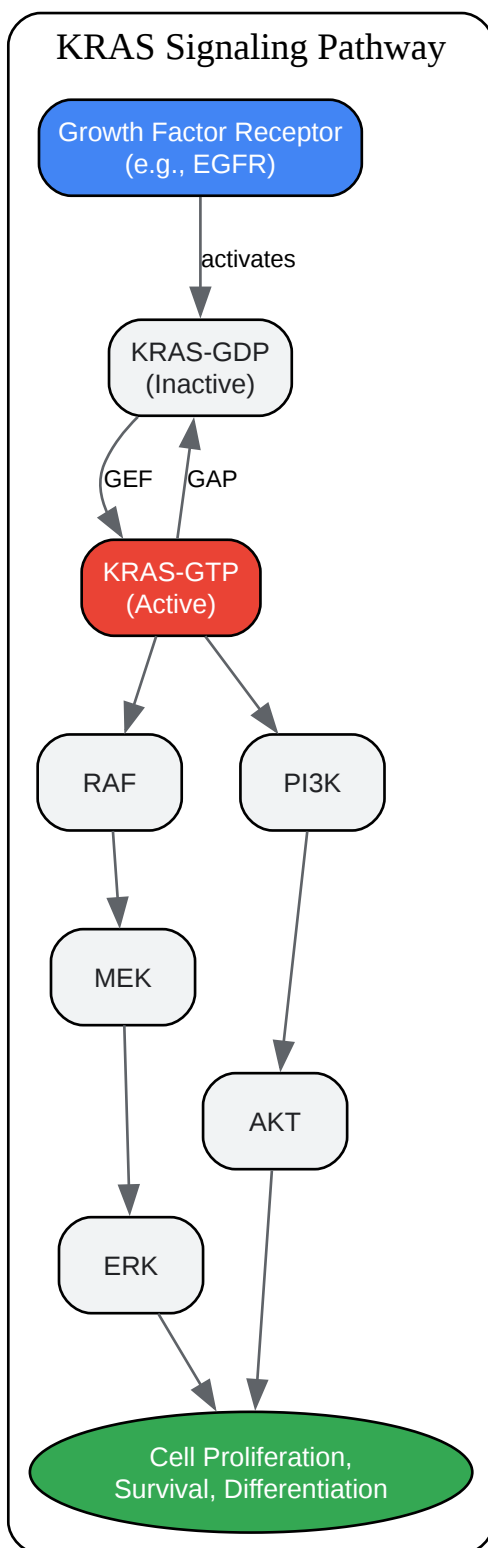 KRAS Signaling Pathway
Growth Factor Receptor
(e.g., EGFR)
activates
KRAS-GDP
(Inactive)
GEF
GAP
KRAS-GTP
(Active)
RAF
PI3K
MEK
AKT
ERK
Cell Proliferation,
Survival, Differentiation